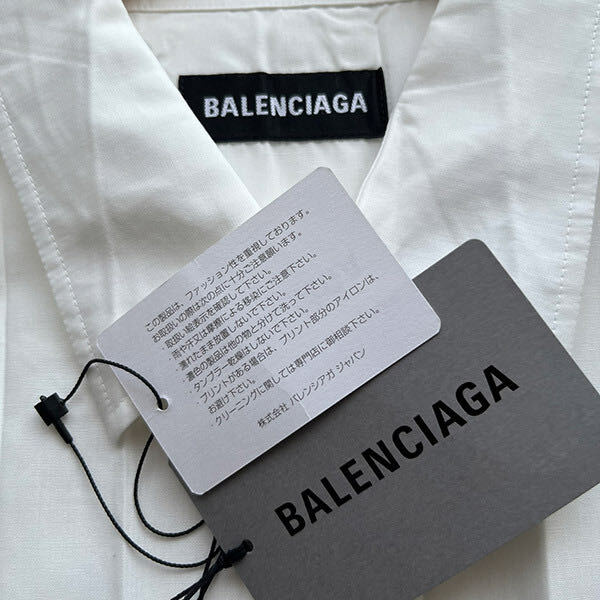 BALENCIAGA
この製品は、ファッション性を重視しております。
お取扱いの際は次の点に十分ご注意願います。
・取扱い絵表示を確認して下さい。
・雨や汗又は摩擦による移染にご注意下さい。
・濡れたまま放置しないで下さい。
・濃色の製品は他の物と分けて洗って下さい。
・タンブラー乾燥はしないで下さい。
・プリントがある場合は、プリント部分のアイロンは、
お避け下さい。
・クリーニングに関しては専門店に御相談下さい。
株式会社 バレンシアガ ジャパン
BALENCIAGA